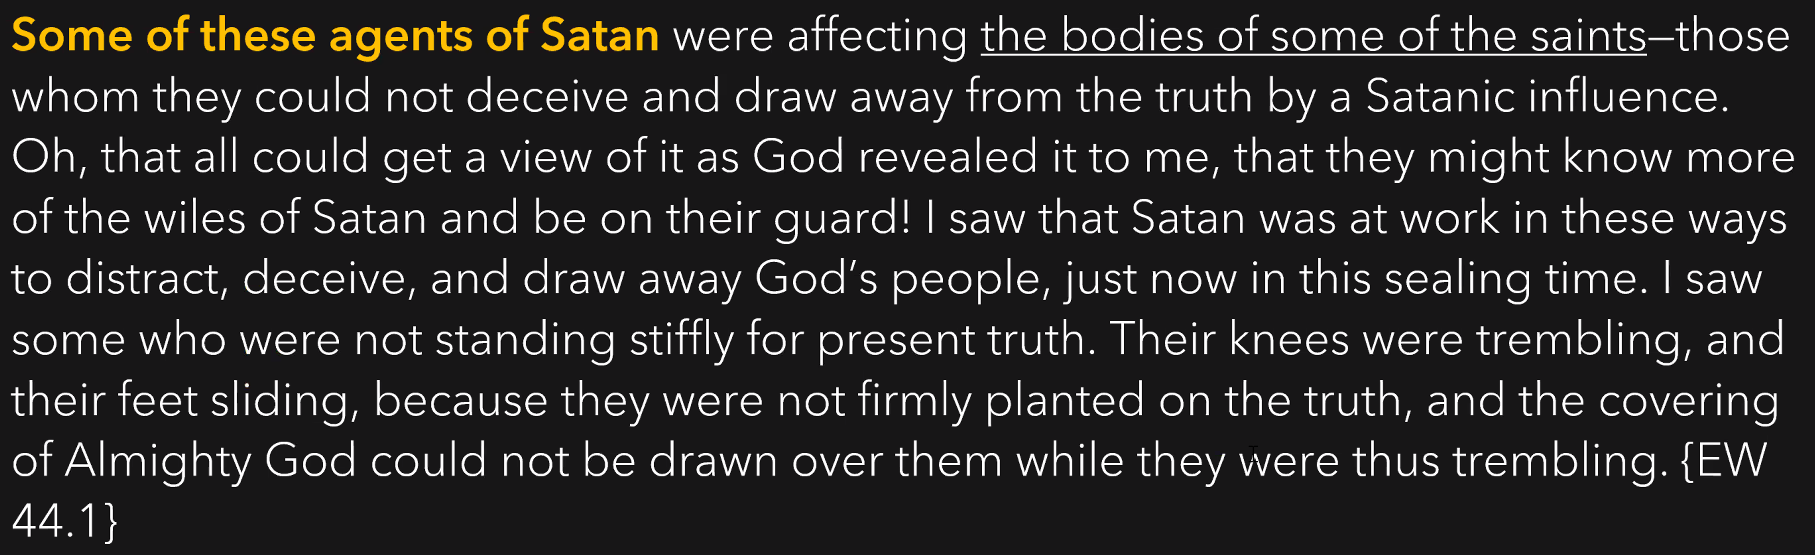 Some of these agents of Satan were affecting the bodies of some of the saints—those
whom they could not deceive and draw away from the truth by a Satanic influence.
Oh, that all could get a view of it as God revealed it to me, that they might know more
of the wiles of Satan and be on their guard! I saw that Satan was at work in these ways
to distract, deceive, and draw away God’s people, just now in this sealing time. I saw
some who were not standing stiffly for present truth. Their knees were trembling, and
their feet sliding, because they were not firmly planted on the truth, and the covering
of Almighty God could not be drawn over them while they were thus trembling. {EW
44.1}